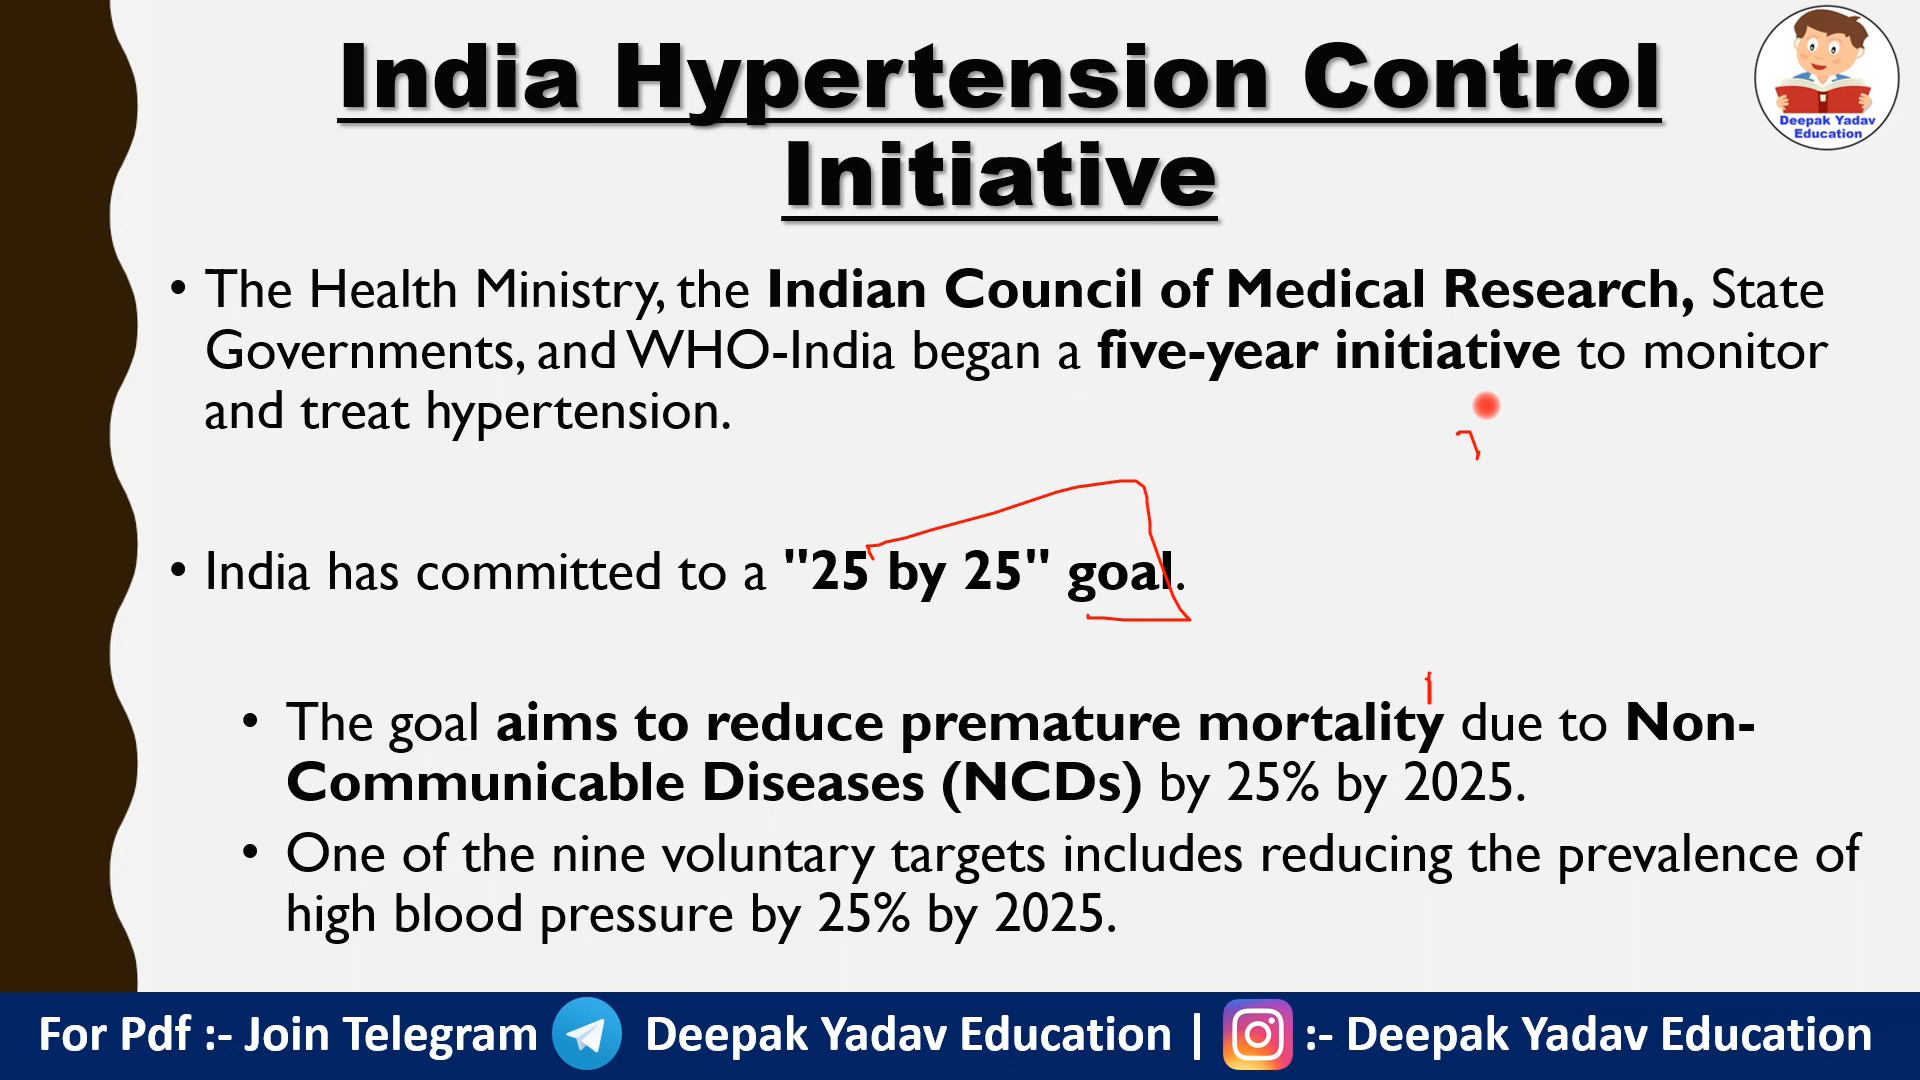 India Hypertension Control
Initiative
Deepak Yadav
Education
• The Health Ministry, the Indian Council of Medical Research, State
Governments, and WHO-India began a five-year initiative to monitor
and treat hypertension.
• India has committed to a "25 by 25" goal.
• The goal aims to reduce premature mortality due to Non-
Communicable Diseases (NCDs) by 25% by 2025.
• One of the nine voluntary targets includes reducing the prevalence of
high blood pressure by 25% by 2025.
For Pdf :- Join Telegram Deepak Yadav Education | :- Deepak Yadav Education